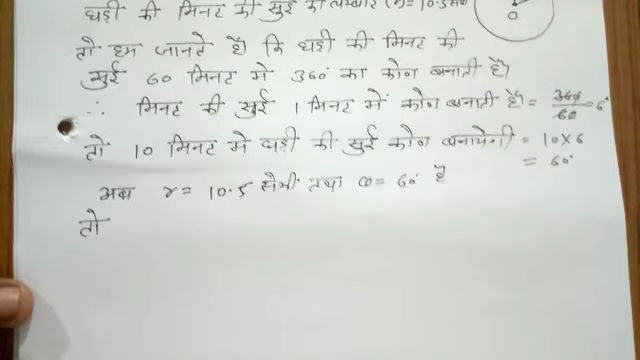 घड़ी की मिनट की सुई की (r) = 10.5 सेमी
O
तो हम जानते हैं कि घड़ी की मिनट की
सुई 60 मिनट में 360° का कोण बनाती है।
∴ मिनट की सुई 1 मिनट में कोण बनाती है = 360/60 = 6°
तो 10 मिनट में घड़ी की सुई कोण बनायेगी = 10×6
= 60°
अब r = 10.5 सेमी तथा θ = 60° है
तो